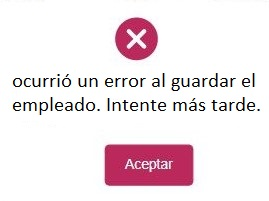 ocurrió un error al guardar el
empleado. Intente más tarde.
Aceptar